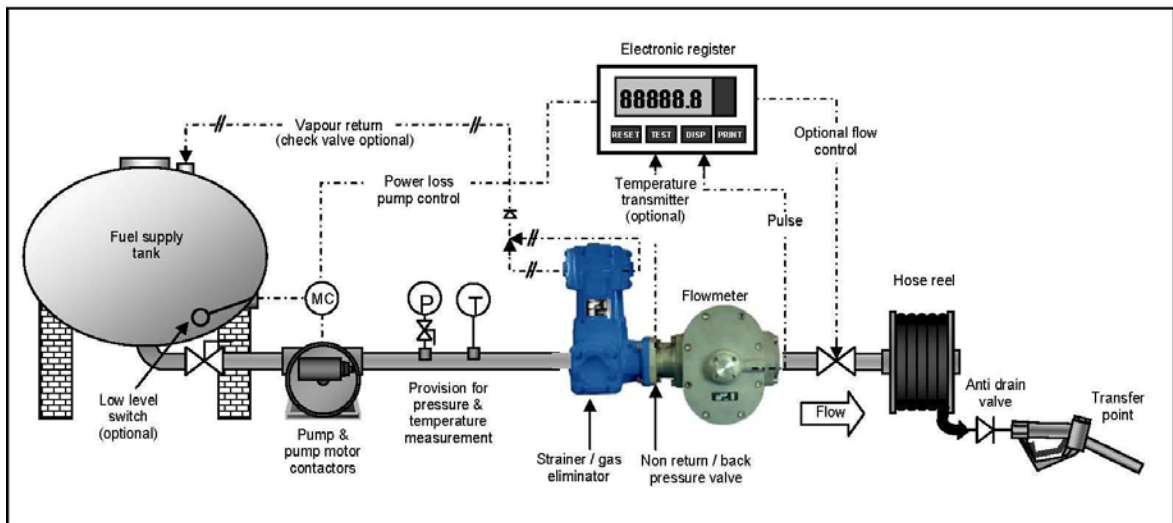 Electronic register
88888.8
RESET TEST DISP PRINT
Vapour return
(check valve optional)
Optional flow
control
Power loss
pump control
Temperature
transmitter
(optional)
Pulse
Fuel supply
tank
MC
P
T
Flowmeter
Hose reel
Low level
switch
(optional)
Pump &
pump motor
contactors
Provision for
pressure &
temperature
measurement
Strainer / gas
eliminator
Non return / back
pressure valve
Flow
Anti drain
valve
Transfer
point